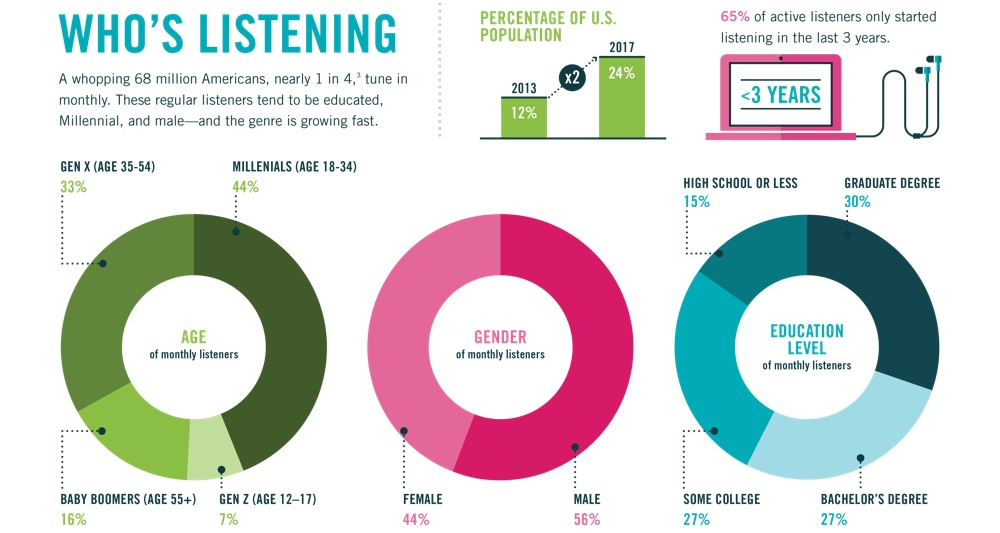 WHO'S LISTENING
A whopping 68 million Americans, nearly 1 in 4,³ tune in
monthly. These regular listeners tend to be educated,
Millennial, and male—and the genre is growing fast.
PERCENTAGE OF U.S.
POPULATION
2013
12%
x2
2017
24%
65% of active listeners only started
listening in the last 3 years.
<3 YEARS
GEN X (AGE 35-54)
33%
MILLENIALS (AGE 18-34)
44%
AGE
of monthly listeners
BABY BOOMERS (AGE 55+)
16%
GEN Z (AGE 12–17)
7%
GENDER
of monthly listeners
FEMALE
44%
MALE
56%
HIGH SCHOOL OR LESS
15%
GRADUATE DEGREE
30%
EDUCATION
LEVEL
of monthly listeners
SOME COLLEGE
27%
BACHELOR'S DEGREE
27%